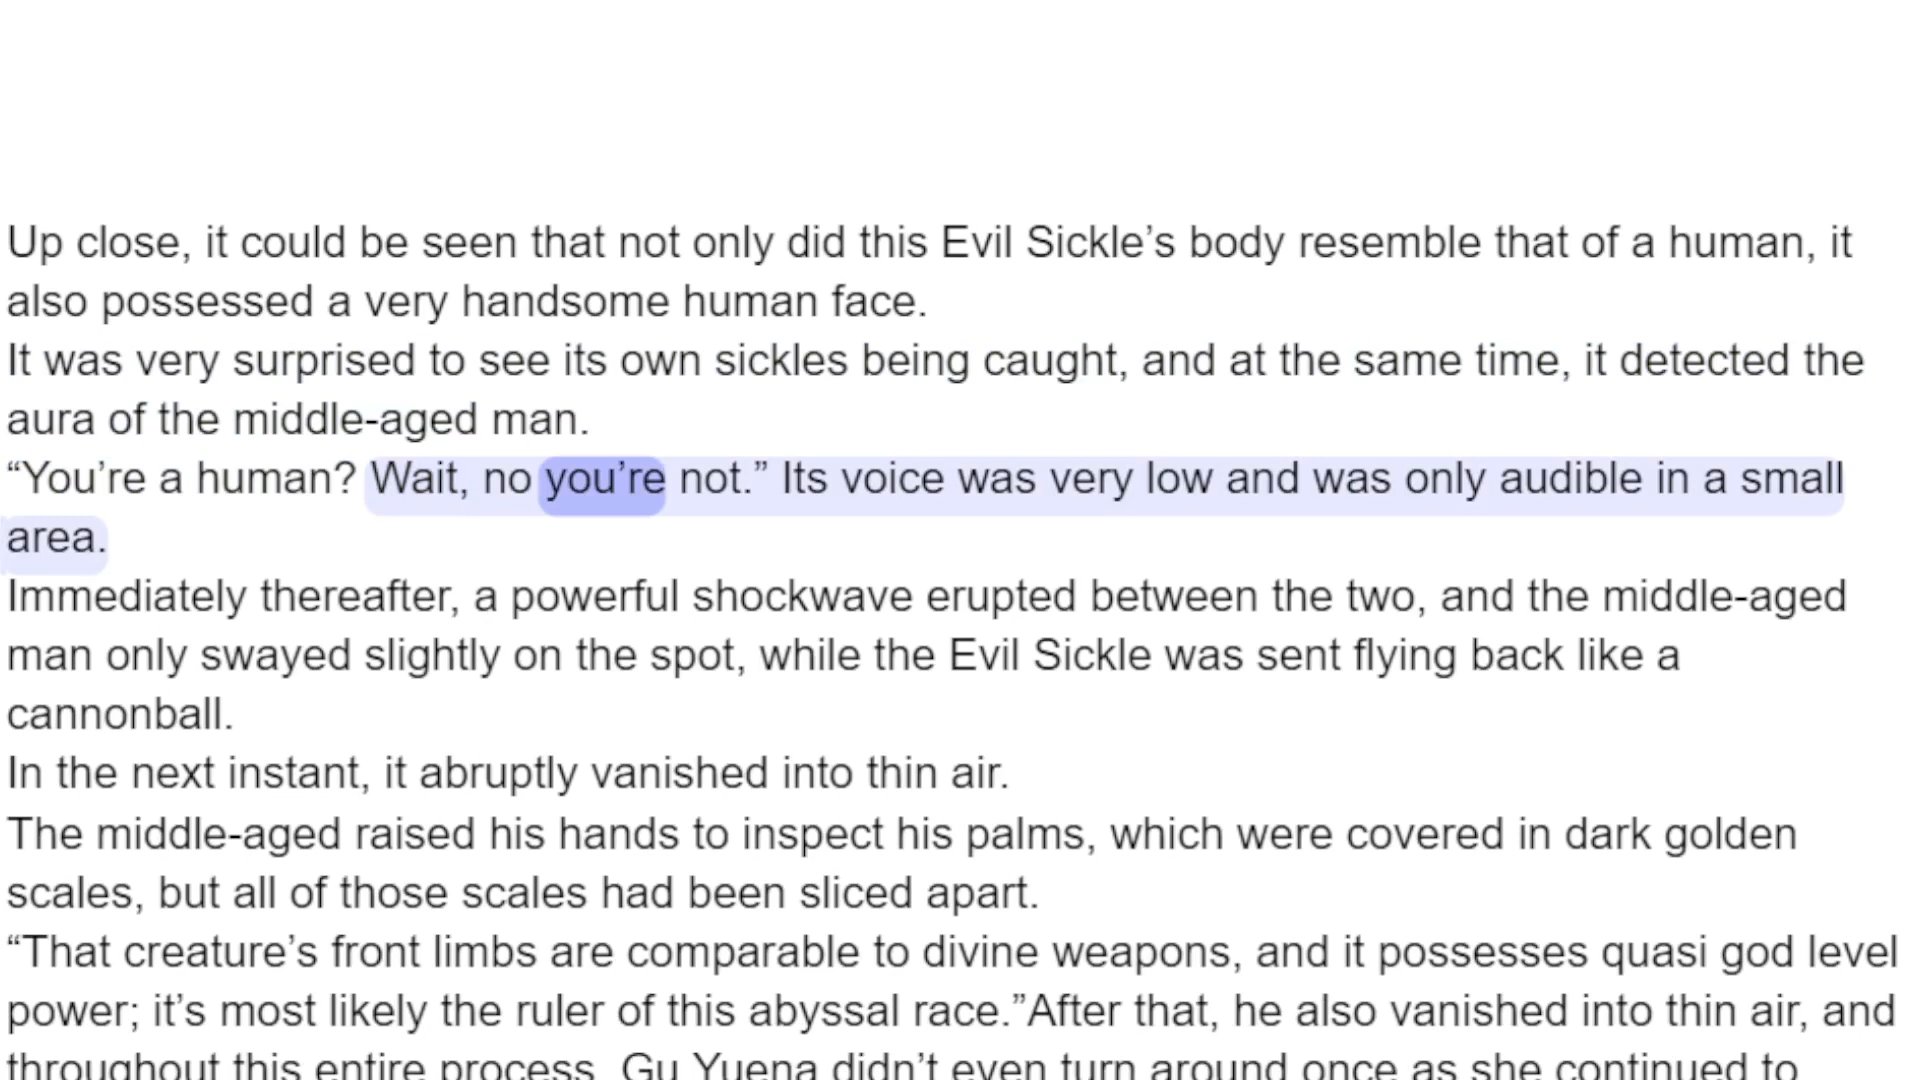 Up close, it could be seen that not only did this Evil Sickle’s body resemble that of a human, it
also possessed a very handsome human face.
It was very surprised to see its own sickles being caught, and at the same time, it detected the
aura of the middle-aged man.
“You’re a human? Wait, no you’re not.” Its voice was very low and was only audible in a small
area.
Immediately thereafter, a powerful shockwave erupted between the two, and the middle-aged
man only swayed slightly on the spot, while the Evil Sickle was sent flying back like a
cannonball.
In the next instant, it abruptly vanished into thin air.
The middle-aged raised his hands to inspect his palms, which were covered in dark golden
scales, but all of those scales had been sliced apart.
“That creature’s front limbs are comparable to divine weapons, and it possesses quasi god level
power; it’s most likely the ruler of this abyssal race.”After that, he also vanished into thin air, and
throughout this entire process, Gu Yuena didn’t even turn around once as she continued to